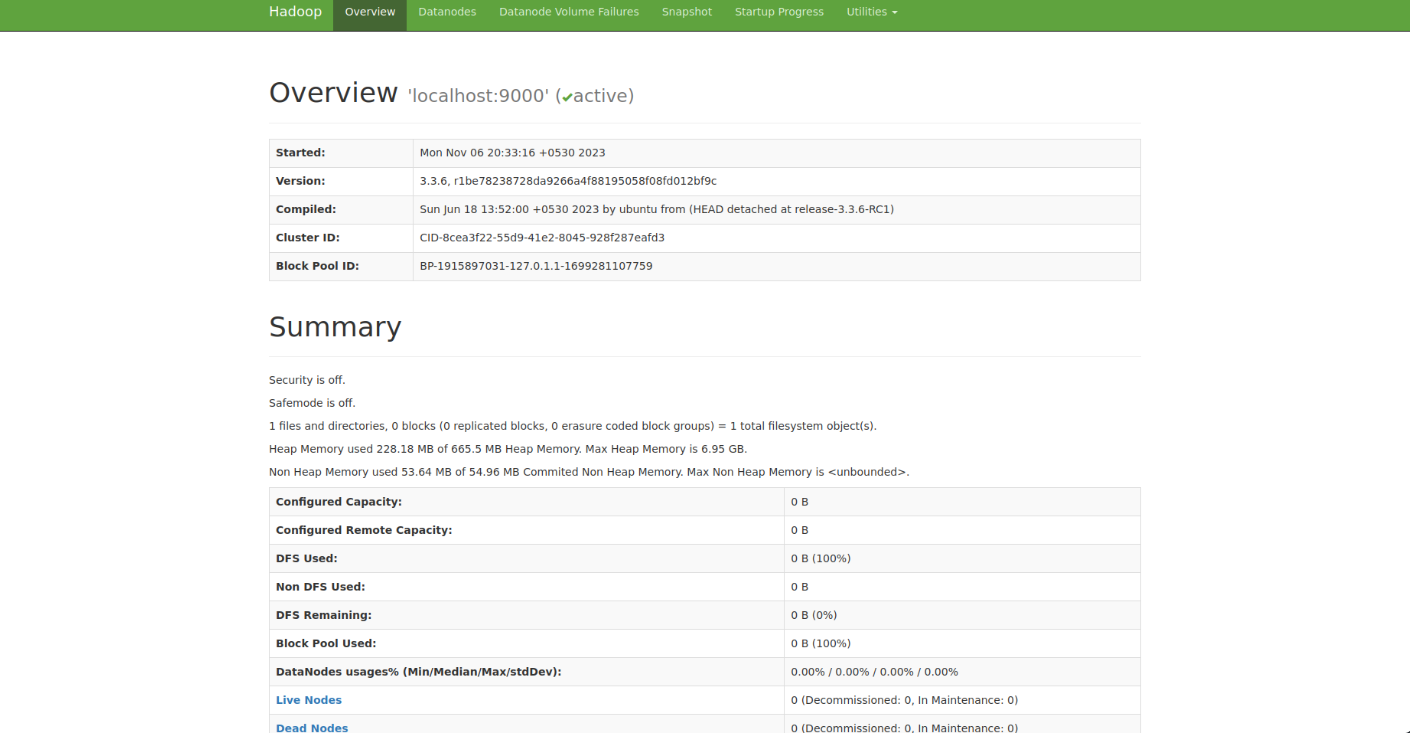 Hadoop Overview Datanodes Datanode Volume Failures Snapshot Startup Progress Utilities
Overview 'localhost:9000' (✔active)
Started: Mon Nov 06 20:33:16 +0530 2023
Version: 3.3.6, r1be78238728da9266a4f88195058f08fd012bf9c
Compiled: Sun Jun 18 13:52:00 +0530 2023 by ubuntu from (HEAD detached at release-3.3.6-RC1)
Cluster ID: CID-8cea3f22-55d9-41e2-8045-928f287eafd3
Block Pool ID: BP-1915897031-127.0.1.1-1699281107759
Summary
Security is off.
Safemode is off.
1 files and directories, 0 blocks (0 replicated blocks, 0 erasure coded block groups) = 1 total filesystem object(s).
Heap Memory used 228.18 MB of 665.5 MB Heap Memory. Max Heap Memory is 6.95 GB.
Non Heap Memory used 53.64 MB of 54.96 MB Commited Non Heap Memory. Max Non Heap Memory is <unbounded>.
Configured Capacity: 0 B
Configured Remote Capacity: 0 B
DFS Used: 0 B (100%)
Non DFS Used: 0 B
DFS Remaining: 0 B (0%)
Block Pool Used: 0 B (100%)
DataNodes usages% (Min/Median/Max/stdDev): 0.00% / 0.00% / 0.00% / 0.00%
Live Nodes 0 (Decommissioned: 0, In Maintenance: 0)
Dead Nodes 0 (Decommissioned: 0, In Maintenance: 0)